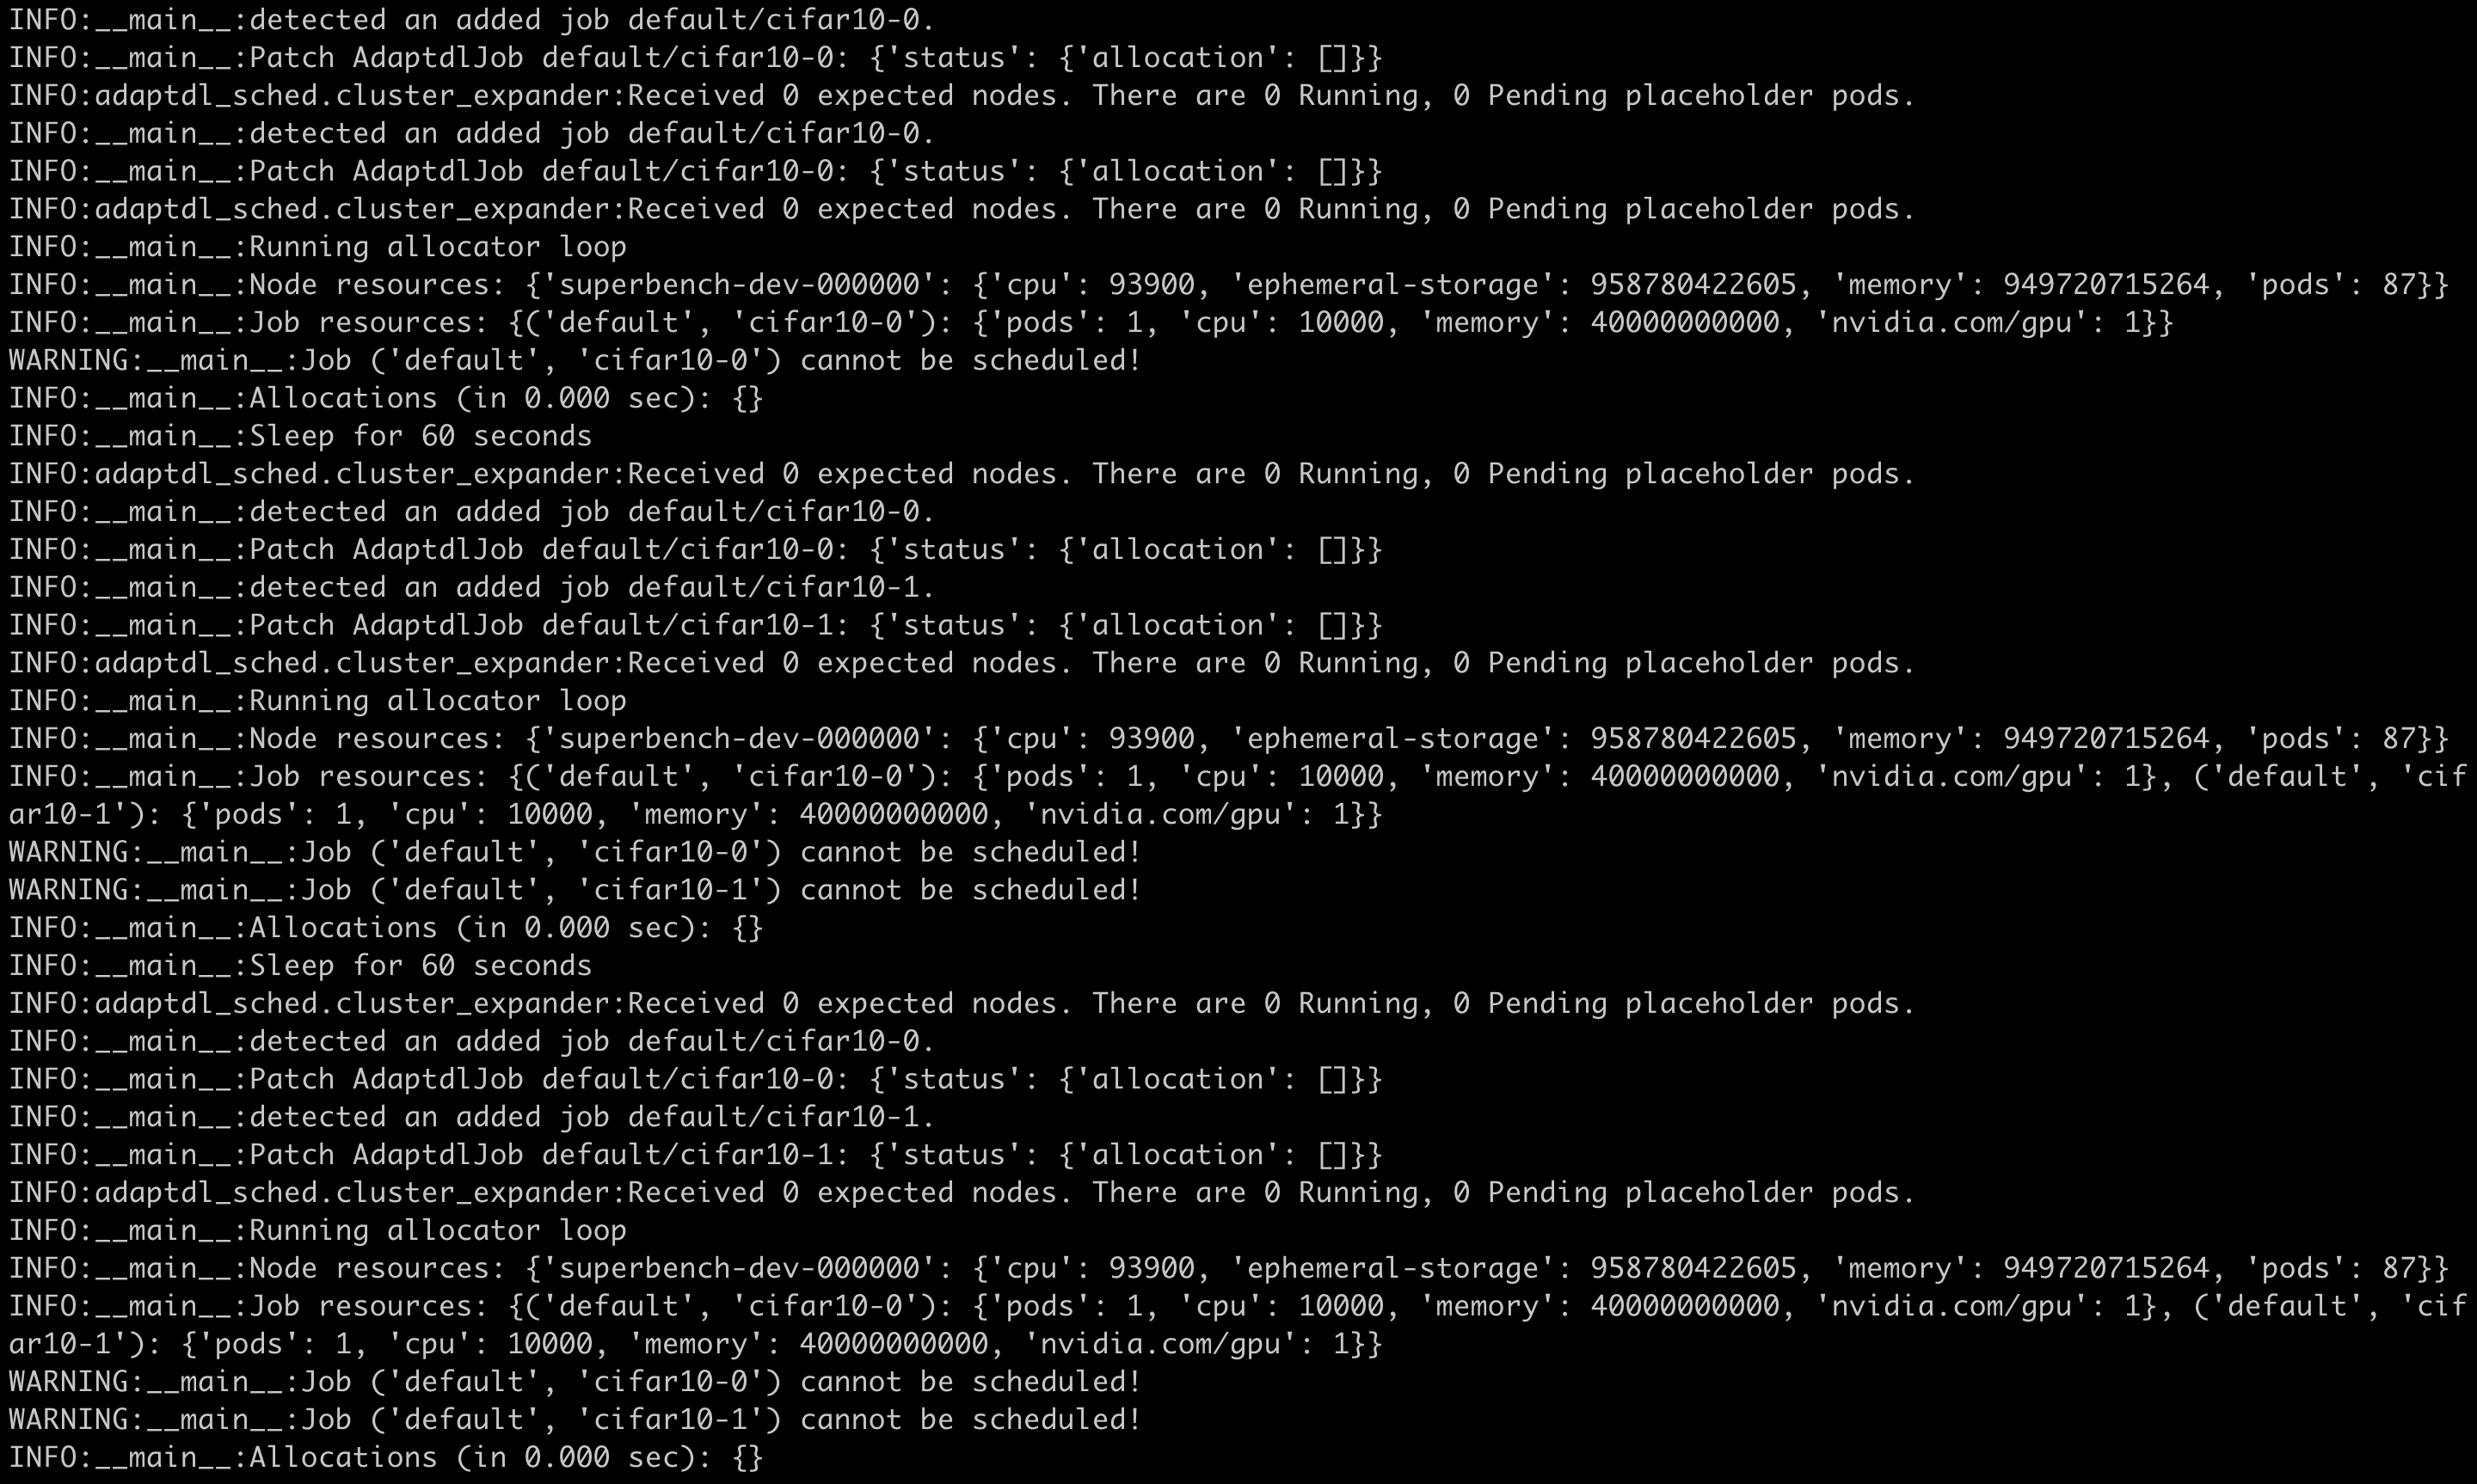 INFO:__main__:detected an added job default/cifar10-0.
INFO:__main__:Patch AdaptdlJob default/cifar10-0: {'status': {'allocation': []}}
INFO:adaptdl_sched.cluster_expander:Received 0 expected nodes. There are 0 Running, 0 Pending placeholder pods.
INFO:__main__:detected an added job default/cifar10-0.
INFO:__main__:Patch AdaptdlJob default/cifar10-0: {'status': {'allocation': []}}
INFO:adaptdl_sched.cluster_expander:Received 0 expected nodes. There are 0 Running, 0 Pending placeholder pods.
INFO:__main__:Running allocator loop
INFO:__main__:Node resources: {'superbench-dev-000000': {'cpu': 93900, 'ephemeral-storage': 958780422605, 'memory': 949720715264, 'pods': 87}}
INFO:__main__:Job resources: {('default', 'cifar10-0'): {'pods': 1, 'cpu': 10000, 'memory': 40000000000, 'nvidia.com/gpu': 1}}
WARNING:__main__:Job ('default', 'cifar10-0') cannot be scheduled!
INFO:__main__:Allocations (in 0.000 sec): {}
INFO:__main__:Sleep for 60 seconds
INFO:adaptdl_sched.cluster_expander:Received 0 expected nodes. There are 0 Running, 0 Pending placeholder pods.
INFO:__main__:detected an added job default/cifar10-0.
INFO:__main__:Patch AdaptdlJob default/cifar10-0: {'status': {'allocation': []}}
INFO:__main__:detected an added job default/cifar10-1.
INFO:__main__:Patch AdaptdlJob default/cifar10-1: {'status': {'allocation': []}}
INFO:adaptdl_sched.cluster_expander:Received 0 expected nodes. There are 0 Running, 0 Pending placeholder pods.
INFO:__main__:Running allocator loop
INFO:__main__:Node resources: {'superbench-dev-000000': {'cpu': 93900, 'ephemeral-storage': 958780422605, 'memory': 949720715264, 'pods': 87}}
INFO:__main__:Job resources: {('default', 'cifar10-0'): {'pods': 1, 'cpu': 10000, 'memory': 40000000000, 'nvidia.com/gpu': 1}, ('default', 'cif
ar10-1'): {'pods': 1, 'cpu': 10000, 'memory': 40000000000, 'nvidia.com/gpu': 1}}
WARNING:__main__:Job ('default', 'cifar10-0') cannot be scheduled!
WARNING:__main__:Job ('default', 'cifar10-1') cannot be scheduled!
INFO:__main__:Allocations (in 0.000 sec): {}
INFO:__main__:Sleep for 60 seconds
INFO:adaptdl_sched.cluster_expander:Received 0 expected nodes. There are 0 Running, 0 Pending placeholder pods.
INFO:__main__:detected an added job default/cifar10-0.
INFO:__main__:Patch AdaptdlJob default/cifar10-0: {'status': {'allocation': []}}
INFO:__main__:detected an added job default/cifar10-1.
INFO:__main__:Patch AdaptdlJob default/cifar10-1: {'status': {'allocation': []}}
INFO:adaptdl_sched.cluster_expander:Received 0 expected nodes. There are 0 Running, 0 Pending placeholder pods.
INFO:__main__:Running allocator loop
INFO:__main__:Node resources: {'superbench-dev-000000': {'cpu': 93900, 'ephemeral-storage': 958780422605, 'memory': 949720715264, 'pods': 87}}
INFO:__main__:Job resources: {('default', 'cifar10-0'): {'pods': 1, 'cpu': 10000, 'memory': 40000000000, 'nvidia.com/gpu': 1}, ('default', 'cif
ar10-1'): {'pods': 1, 'cpu': 10000, 'memory': 40000000000, 'nvidia.com/gpu': 1}}
WARNING:__main__:Job ('default', 'cifar10-0') cannot be scheduled!
WARNING:__main__:Job ('default', 'cifar10-1') cannot be scheduled!
INFO:__main__:Allocations (in 0.000 sec): {}